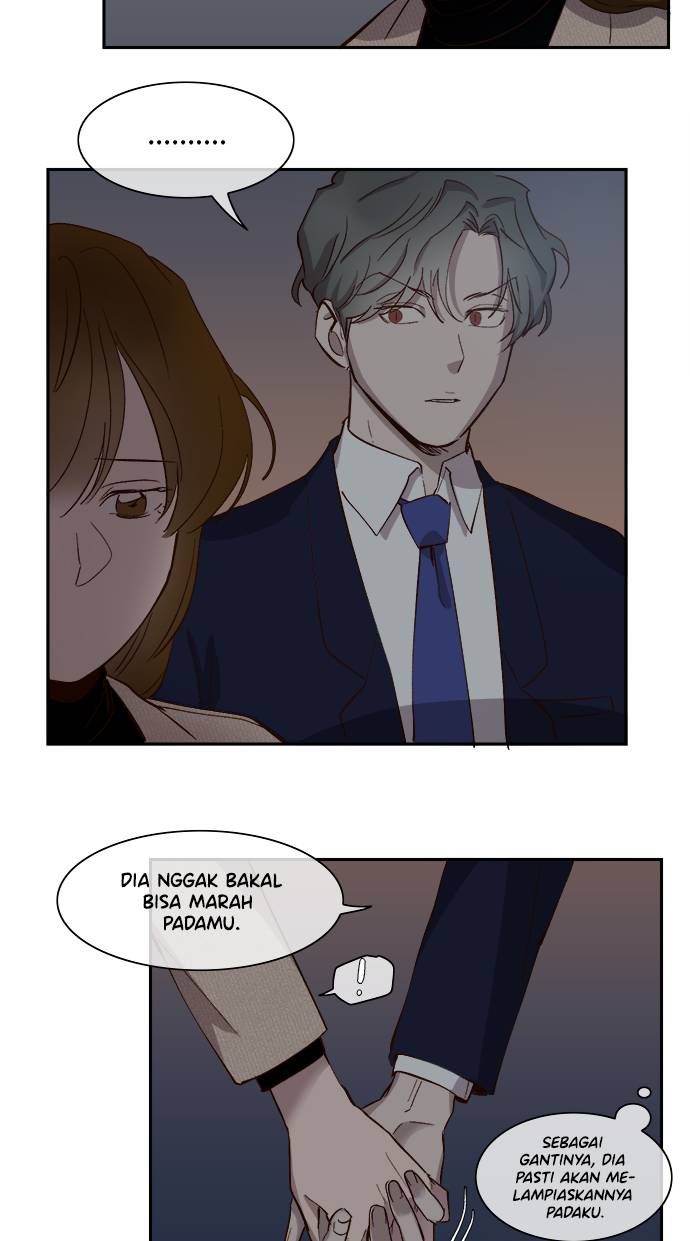 ..........
DIA NGGAK BAKAL
BISA MARAH
PADAMU.
!
SEBAGAI
GANTINYA, DIA
PASTI AKAN ME-
LAMPIASKANNYA
PADAKU.